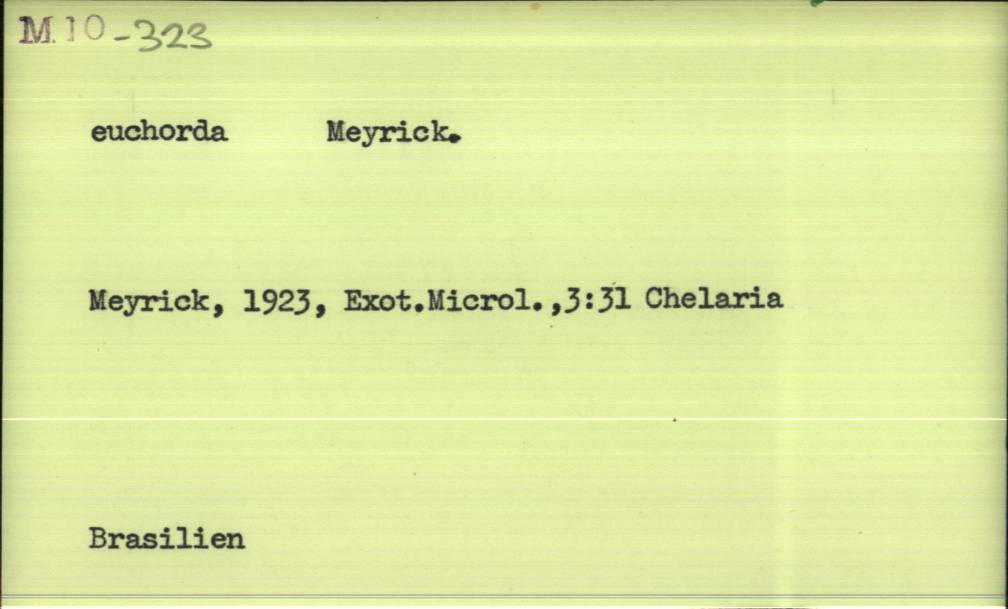 M.10-323
euchorda Meyrick.
Meyrick, 1923, Exot.Microl.,3:31 Chelaria
Brasilien